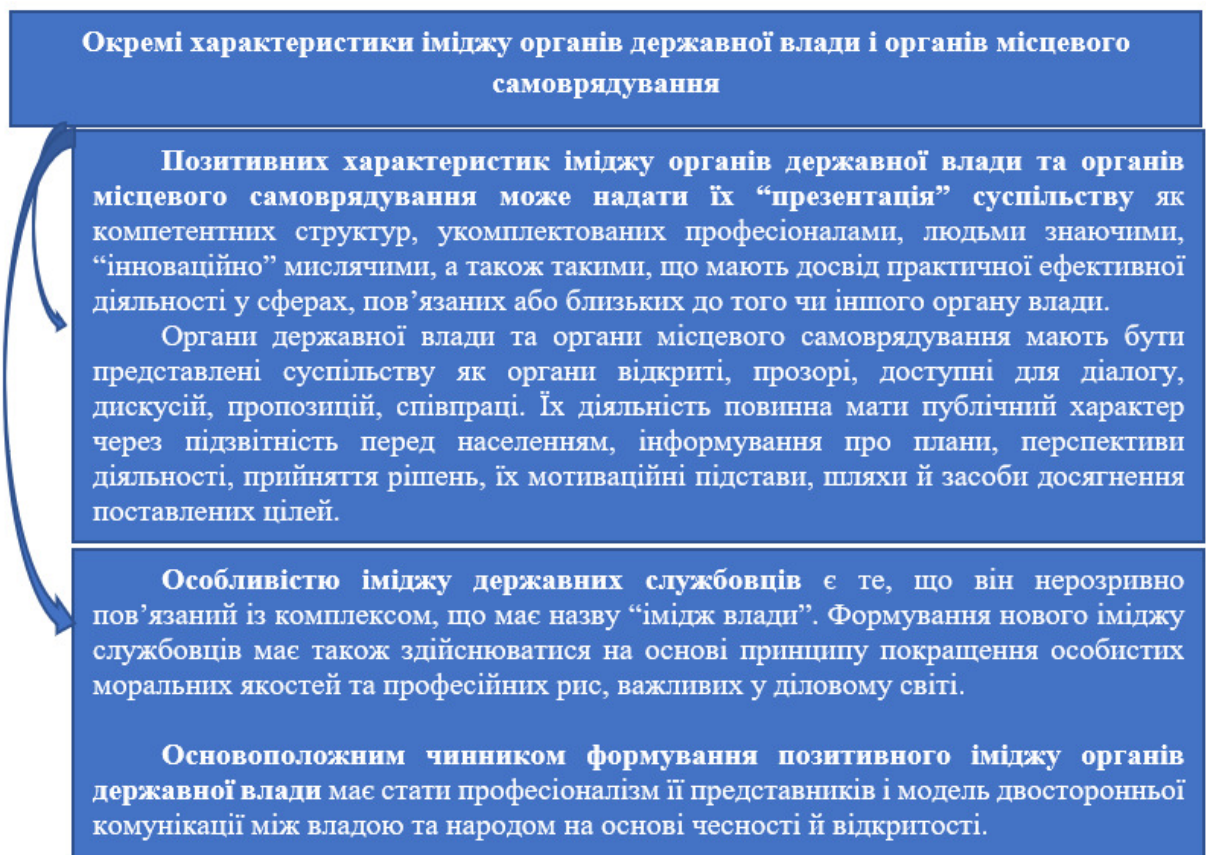 Окремі характеристики іміджу органів державної влади і органів місцевого
самоврядування
Позитивних характеристик іміджу органів державної влади та органів
місцевого самоврядування може надати їх “презентація” суспільству як
компетентних структур, укомплектованих професіоналами, людьми знаючими,
“інноваційно” мислячими, а також такими, що мають досвід практичної ефективної
діяльності у сферах, пов’язаних або близьких до того чи іншого органу влади.
Органи державної влади та органи місцевого самоврядування мають бути
представлені суспільству як органи відкриті, прозорі, доступні для діалогу,
дискусій, пропозицій, співпраці. Їх діяльність повинна мати публічний характер
через підзвітність перед населенням, інформування про плани, перспективи
діяльності, прийняття рішень, їх мотиваційні підстави, шляхи й засоби досягнення
поставлених цілей.
Особливістю іміджу державних службовців є те, що він нерозривно
пов’язаний із комплексом, що має назву “імідж влади”. Формування нового іміджу
службовців має також здійснюватися на основі принципу покращення особистих
моральних якостей та професійних рис, важливих у діловому світі.
Основоположним чинником формування позитивного іміджу органів
державної влади має стати професіоналізм її представників і модель двосторонньої
комунікації між владою та народом на основі чесності й відкритості.